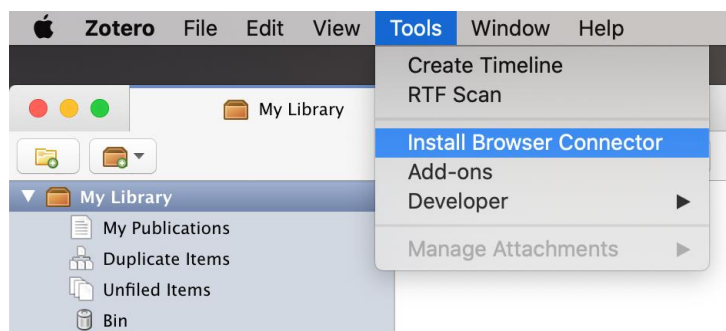 Zotero File Edit View Tools Window Help
Create Timeline
RTF Scan
My Library
Install Browser Connector
Add-ons
Developer
Manage Attachments
My Library
My Publications
Duplicate Items
Unfiled Items
Bin